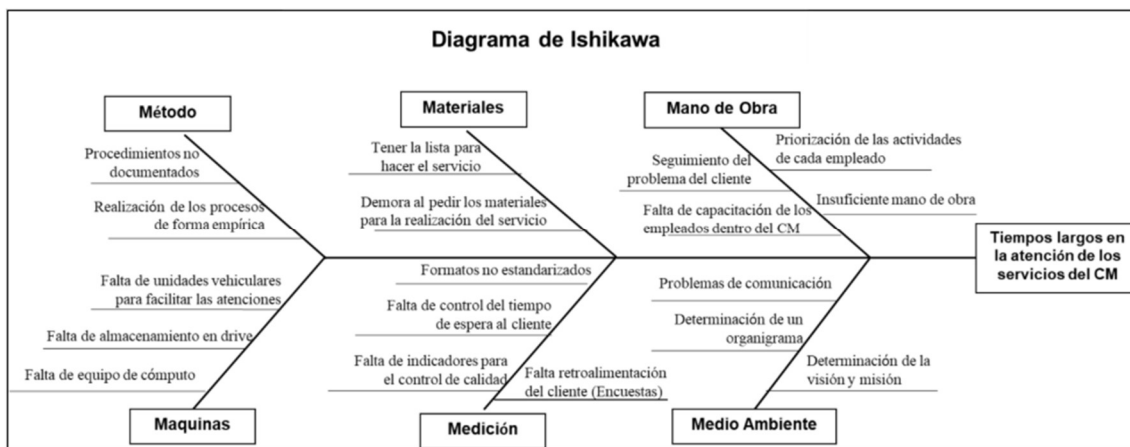 Diagrama de Ishikawa
Método
Procedimientos no
documentados
Realización de los procesos
de forma empírica
Materiales
Tener la lista para
hacer el servicio
Demora al pedir los materiales
para la realización del servicio
Mano de Obra
Priorización de las actividades
de cada empleado
Seguimiento del
problema del cliente
Insuficiente mano de obra
Falta de capacitación de los
empleados dentro del CM
Tiempos largos en
la atención de los
servicios del CM
Falta de unidades vehiculares
para facilitar las atenciones
Falta de almacenamiento en drive
Falta de equipo de cómputo
Maquinas
Formatos no estandarizados
Falta de control del tiempo
de espera al cliente
Falta de indicadores para
el control de calidad
Falta retroalimentación
del cliente (Encuestas)
Medición
Problemas de comunicación
Determinación de un
organigrama
Determinación de la
visión y misión
Medio Ambiente